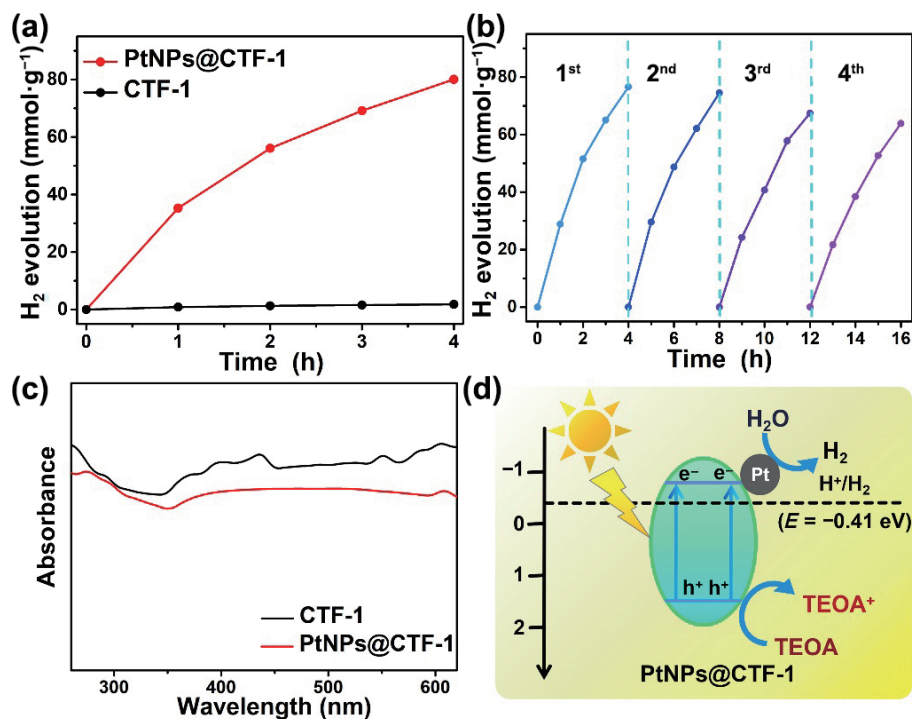 (a)
PtNPs@CTF-1
CTF-1
H₂ evolution (mmol·g⁻¹)
100
80
60
40
20
0
0 1 2 3 4
Time (h)
(b)
1ˢᵗ 2ⁿᵈ 3ʳᵈ 4ᵗʰ
H₂ evolution (mmol·g⁻¹)
100
80
60
40
20
0
0 2 4 6 8 10 12 14 16
Time (h)
(c)
Absorbance
CTF-1
PtNPs@CTF-1
300 400 500 600
Wavelength (nm)
(d)
−1
0
1
2
H₂O
H₂
Pt
e⁻ e⁻
H⁺/H₂
(E = −0.41 eV)
h⁺ h⁺
TEOA⁺
TEOA
PtNPs@CTF-1